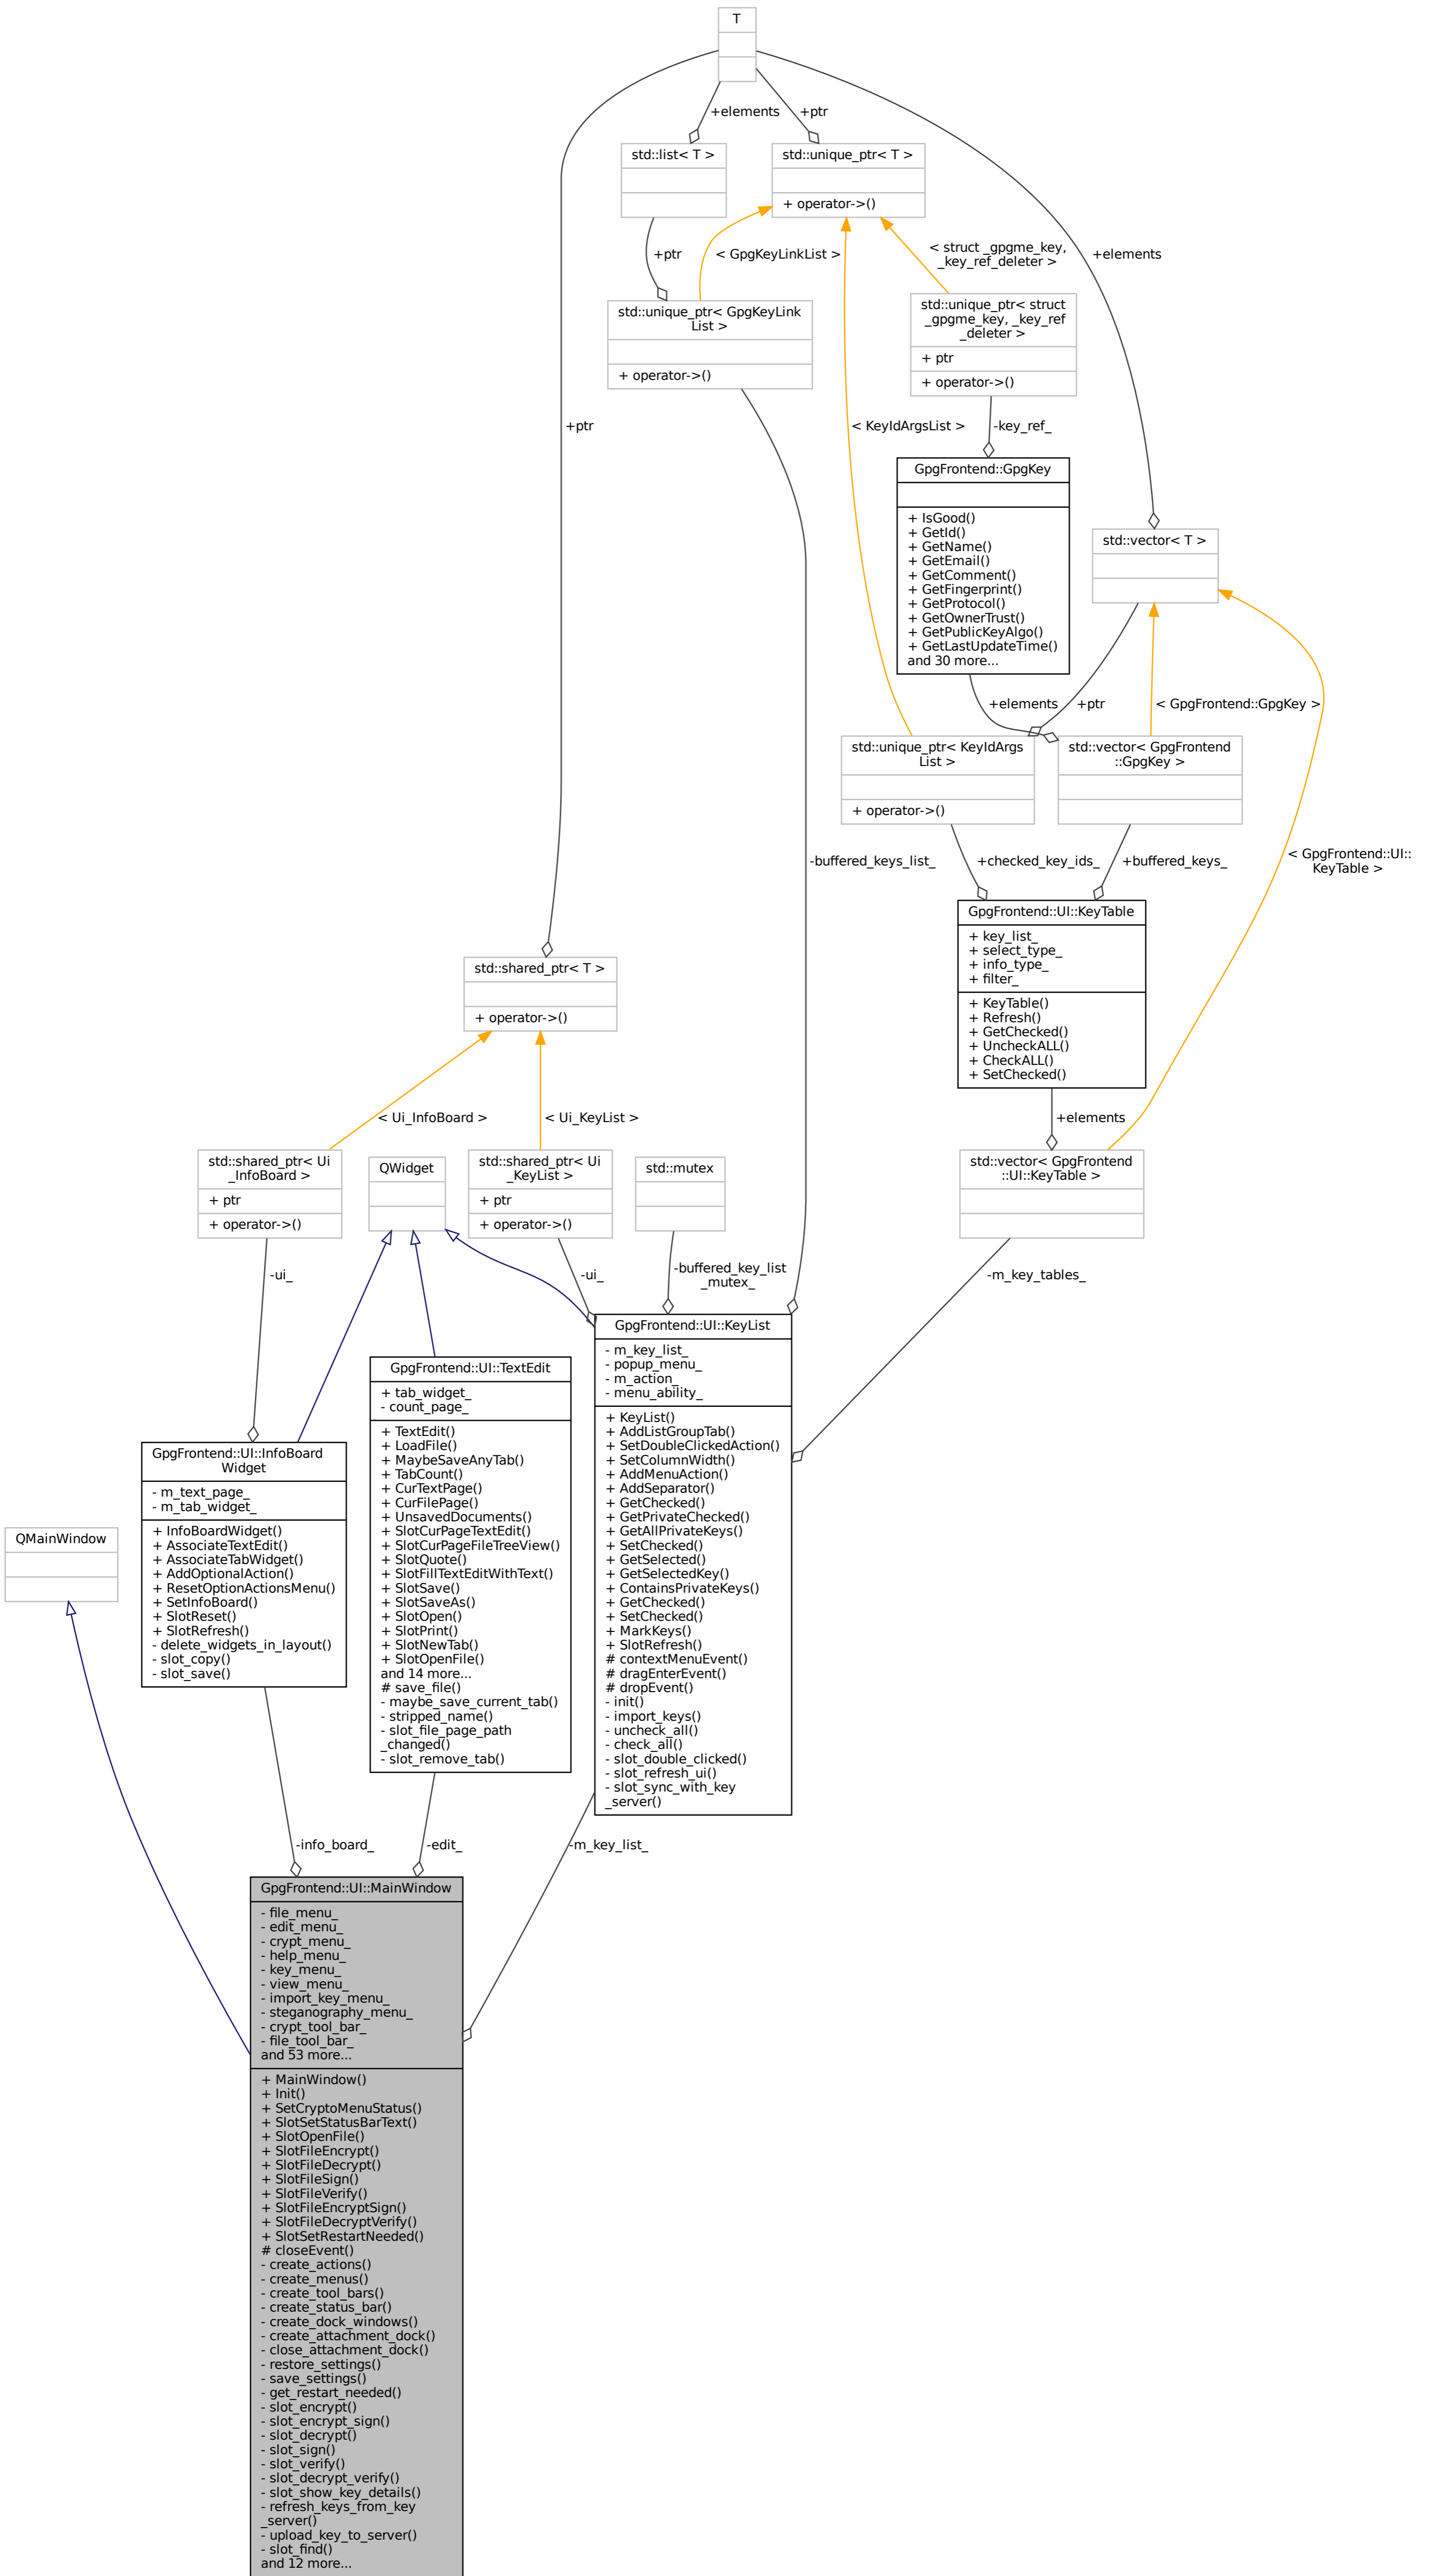 T
+elements
+ptr
std::list< T >
std::unique_ptr< T >
+ operator->()
+ptr
< GpgKeyLinkList >
< struct _gpgme_key,
_key_ref_deleter >
+elements
std::unique_ptr< struct
_gpgme_key, _key_ref
_deleter >
+ ptr
+ operator->()
std::unique_ptr< GpgKeyLink
List >
+ operator->()
+ptr
< KeyIdArgsList >
-key_ref_
GpgFrontend::GpgKey
+ IsGood()
+ GetId()
+ GetName()
+ GetEmail()
+ GetComment()
+ GetFingerprint()
+ GetProtocol()
+ GetOwnerTrust()
+ GetPublicKeyAlgo()
+ GetLastUpdateTime()
and 30 more...
std::vector< T >
+elements
+ptr
< GpgFrontend::GpgKey >
std::unique_ptr< KeyIdArgs
List >
+ operator->()
std::vector< GpgFrontend
::GpgKey >
-buffered_keys_list_
+checked_key_ids_
+buffered_keys_
< GpgFrontend::UI::
KeyTable >
GpgFrontend::UI::KeyTable
+ key_list_
+ select_type_
+ info_type_
+ filter_
+ KeyTable()
+ Refresh()
+ GetChecked()
+ UncheckALL()
+ CheckALL()
+ SetChecked()
std::shared_ptr< T >
+ operator->()
< Ui_InfoBoard >
< Ui_KeyList >
+elements
std::shared_ptr< Ui
_InfoBoard >
+ ptr
+ operator->()
QWidget
std::shared_ptr< Ui
_KeyList >
+ ptr
+ operator->()
std::mutex
std::vector< GpgFrontend
::UI::KeyTable >
-ui_
-ui_
-buffered_key_list
_mutex_
-m_key_tables_
GpgFrontend::UI::KeyList
- m_key_list_
- popup_menu_
- m_action_
- menu_ability_
+ KeyList()
+ AddListGroupTab()
+ SetDoubleClickedAction()
+ SetColumnWidth()
+ AddMenuAction()
+ AddSeparator()
+ GetChecked()
+ GetPrivateChecked()
+ GetAllPrivateKeys()
+ SetChecked()
+ GetSelected()
+ GetSelectedKey()
+ ContainsPrivateKeys()
+ GetChecked()
+ SetChecked()
+ MarkKeys()
+ SlotRefresh()
# contextMenuEvent()
# dragEnterEvent()
# dropEvent()
- init()
- import_keys()
- uncheck_all()
- check_all()
- slot_double_clicked()
- slot_refresh_ui()
- slot_sync_with_key
_server()
GpgFrontend::UI::TextEdit
+ tab_widget_
- count_page_
+ TextEdit()
+ LoadFile()
+ MaybeSaveAnyTab()
+ TabCount()
+ CurTextPage()
+ CurFilePage()
+ UnsavedDocuments()
+ SlotCurPageTextEdit()
+ SlotCurPageFileTreeView()
+ SlotQuote()
+ SlotFillTextEditWithText()
+ SlotSave()
+ SlotSaveAs()
+ SlotOpen()
+ SlotPrint()
+ SlotNewTab()
+ SlotOpenFile()
and 14 more...
# save_file()
- maybe_save_current_tab()
- stripped_name()
- slot_file_page_path
_changed()
- slot_remove_tab()
GpgFrontend::UI::InfoBoard
Widget
- m_text_page_
- m_tab_widget_
+ InfoBoardWidget()
+ AssociateTextEdit()
+ AssociateTabWidget()
+ AddOptionalAction()
+ ResetOptionActionsMenu()
+ SetInfoBoard()
+ SlotReset()
+ SlotRefresh()
- delete_widgets_in_layout()
- slot_copy()
- slot_save()
QMainWindow
-info_board_
-edit_
-m_key_list_
GpgFrontend::UI::MainWindow
- file_menu_
- edit_menu_
- crypt_menu_
- help_menu_
- key_menu_
- view_menu_
- import_key_menu_
- steganography_menu_
- crypt_tool_bar_
- file_tool_bar_
and 53 more...
+ MainWindow()
+ Init()
+ SetCryptoMenuStatus()
+ SlotSetStatusBarText()
+ SlotOpenFile()
+ SlotFileEncrypt()
+ SlotFileDecrypt()
+ SlotFileSign()
+ SlotFileVerify()
+ SlotFileEncryptSign()
+ SlotFileDecryptVerify()
+ SlotSetRestartNeeded()
# closeEvent()
- create_actions()
- create_menus()
- create_tool_bars()
- create_status_bar()
- create_dock_windows()
- create_attachment_dock()
- close_attachment_dock()
- restore_settings()
- save_settings()
- get_restart_needed()
- slot_encrypt()
- slot_encrypt_sign()
- slot_decrypt()
- slot_sign()
- slot_verify()
- slot_decrypt_verify()
- slot_show_key_details()
- refresh_keys_from_key
_server()
- upload_key_to_server()
- slot_find()
and 12 more...